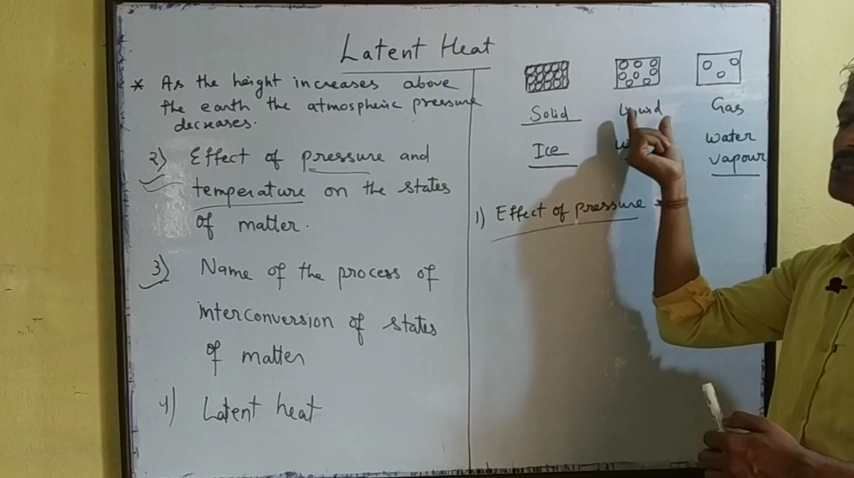 Latent Heat
* As the height increases above
the earth the atmospheric pressure
decreases.
2) Effect of pressure and
temperature on the states
of matter.
3) Name of the process of
interconversion of states
of matter
4) Latent heat
Solid Liquid Gas
Ice water
vapour
1) Effect of pressure